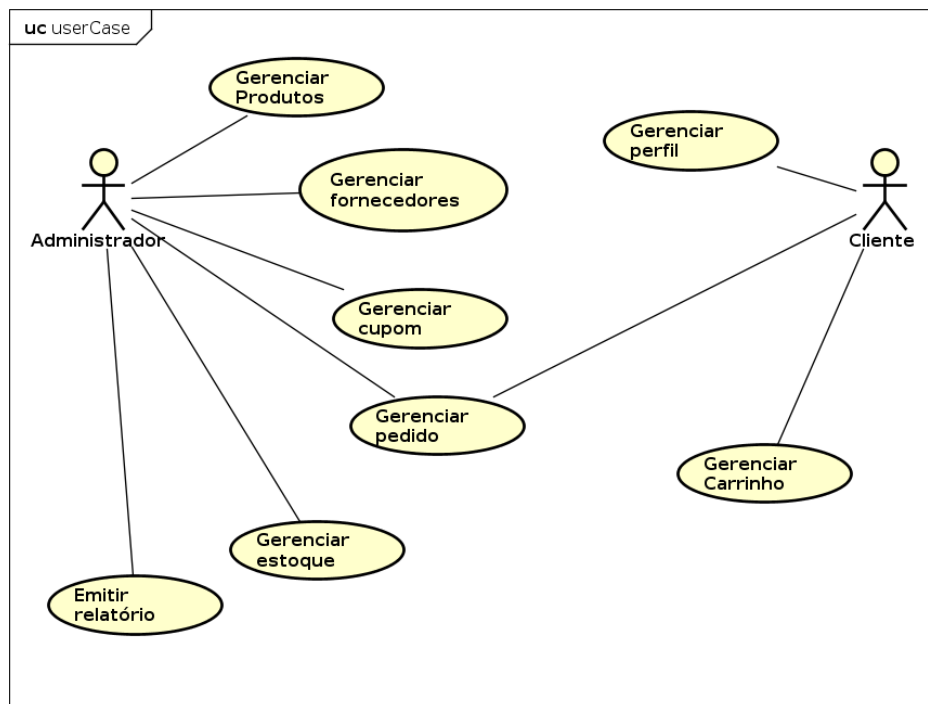 uc userCase
Gerenciar
Produtos
Gerenciar
perfil
Gerenciar
fornecedores
Administrador
Cliente
Gerenciar
cupom
Gerenciar
pedido
Gerenciar
Carrinho
Gerenciar
estoque
Emitir
relatório